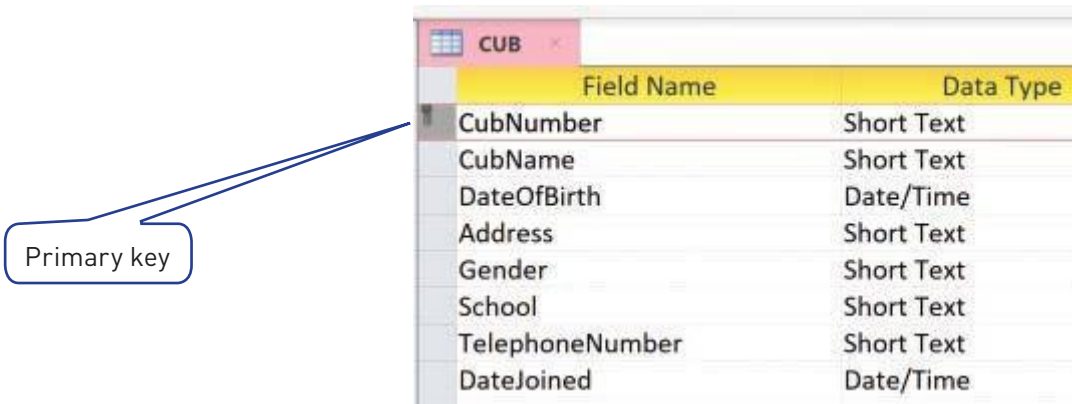 CUB
Field Name Data Type
CubNumber Short Text
CubName Short Text
DateOfBirth Date/Time
Address Short Text
Gender Short Text
School Short Text
TelephoneNumber Short Text
DateJoined Date/Time
Primary key